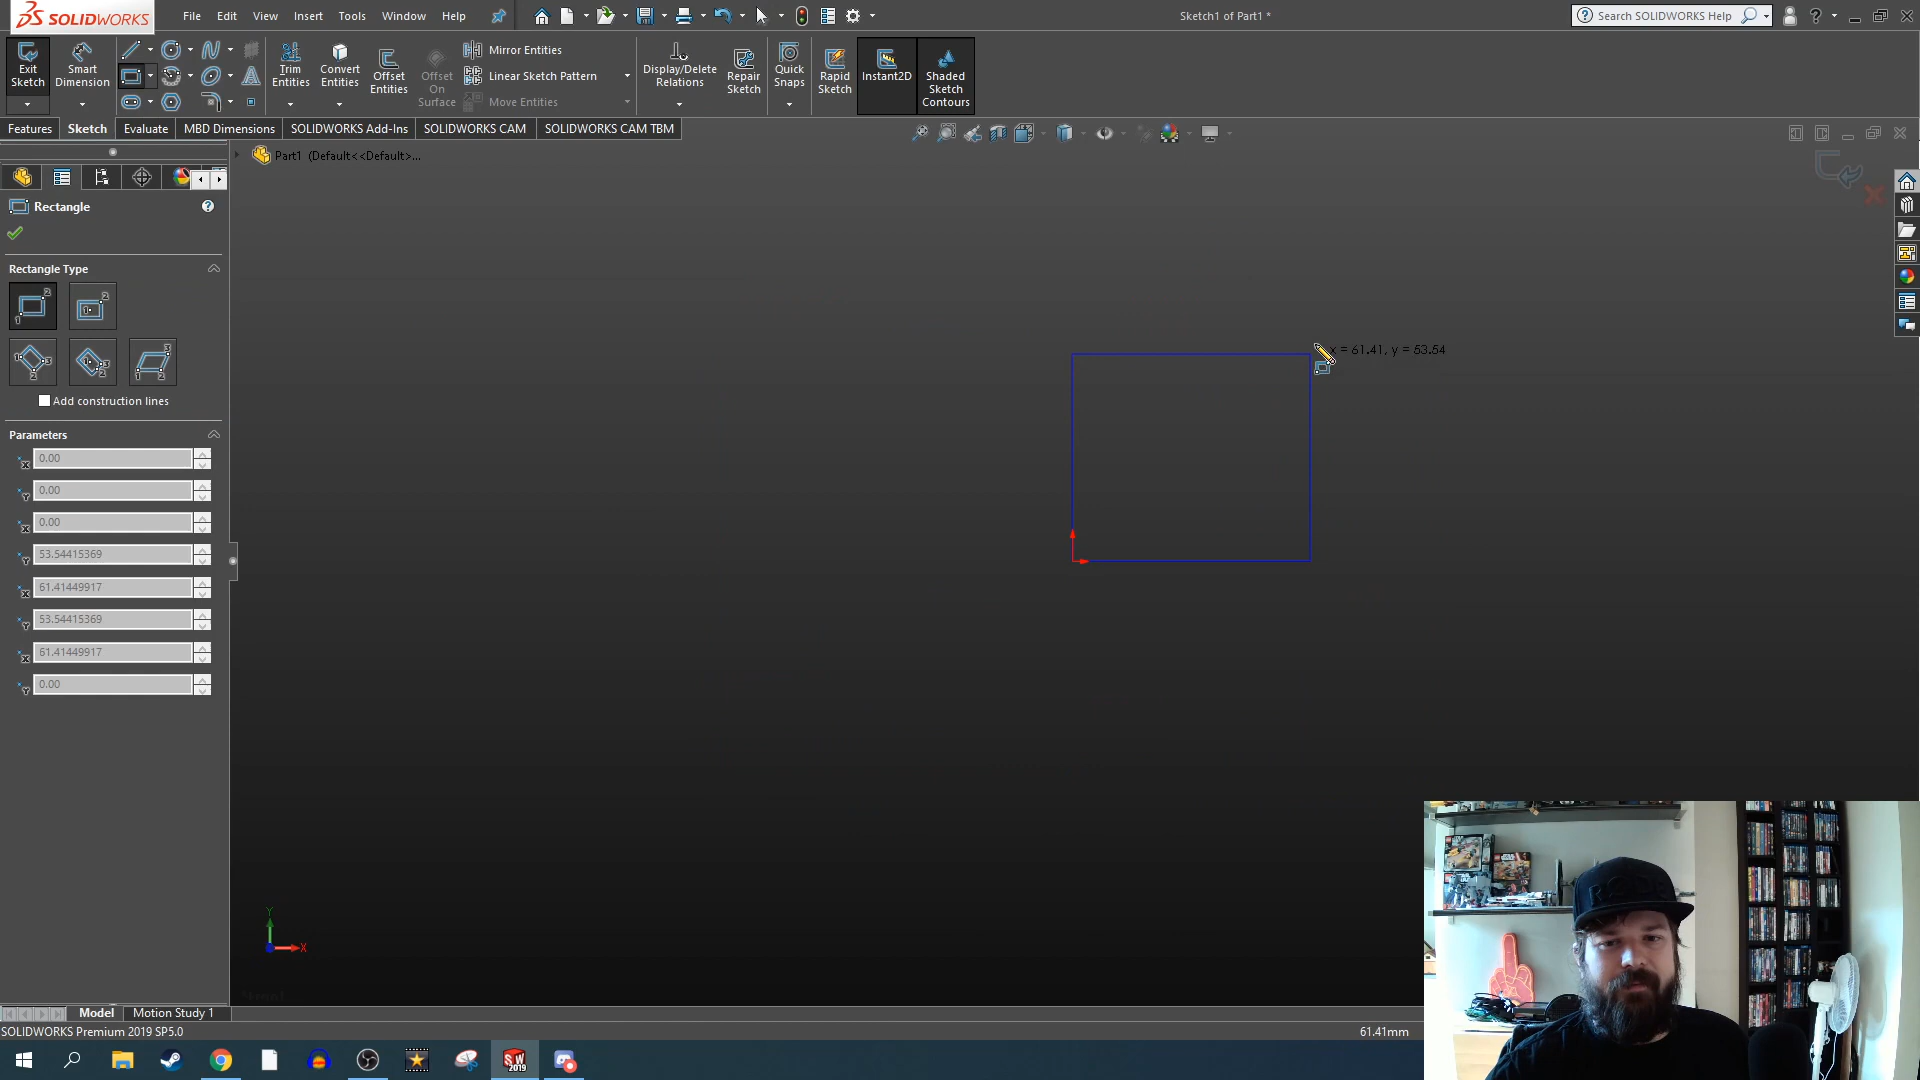 SOLIDWORKS
File Edit View Insert Tools Window Help
Sketch1 of Part1 *
Search SOLIDWORKS Help
Exit Sketch
Smart Dimension
Trim Entities
Convert Entities
Offset Entities
Offset On Surface
Mirror Entities
Linear Sketch Pattern
Move Entities
Display/Delete Relations
Repair Sketch
Quick Snaps
Rapid Sketch
Instant2D
Shaded Sketch Contours
Features Sketch Evaluate MBD Dimensions SOLIDWORKS Add-Ins SOLIDWORKS CAM SOLIDWORKS CAM TBM
Part1 (Default<<Default>...
Rectangle
Rectangle Type
Add construction lines
Parameters
0.00
0.00
0.00
53.54415369
61.41449917
53.54415369
61.41449917
0.00
x = 61.41, y = 53.54
Y
X
Model Motion Study 1
SOLIDWORKS Premium 2019 SP5.0
61.41mm